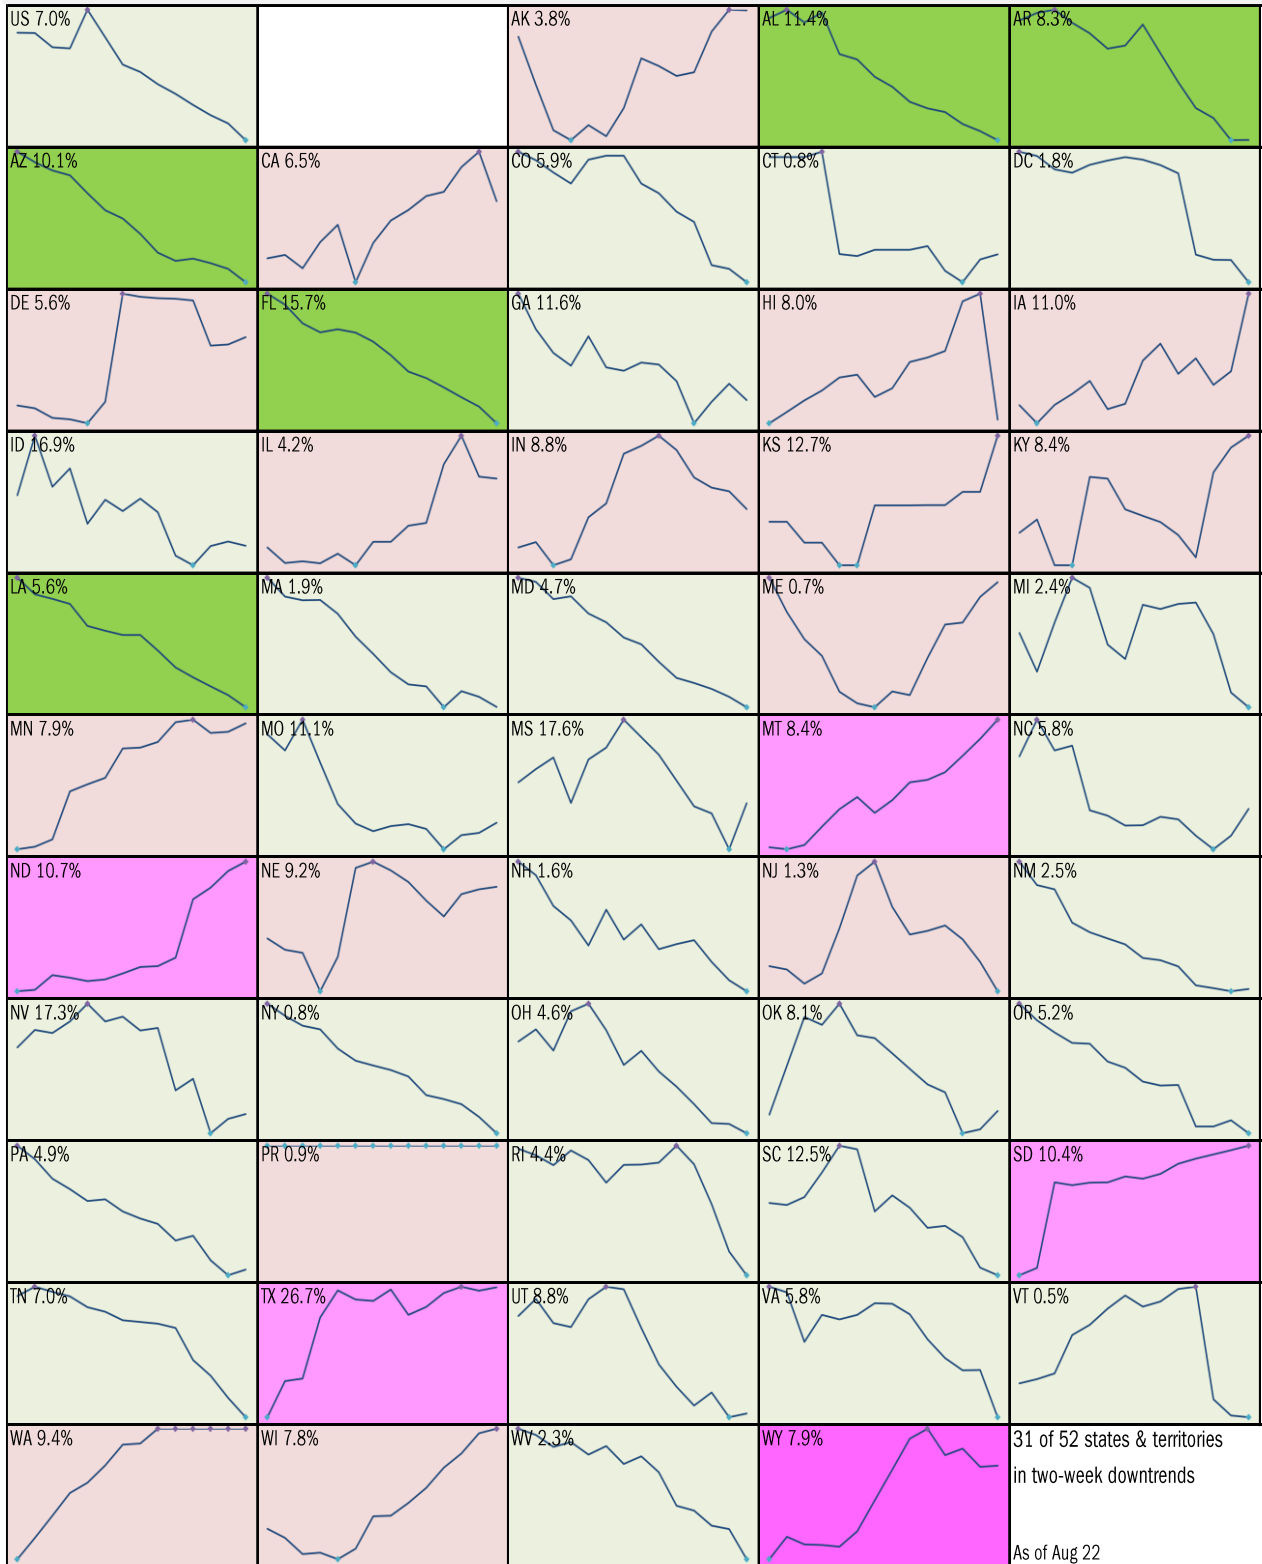 US 7.0%
AK 3.8%
AL 11.4%
AR 8.3%
AZ 10.1%
CA 6.5%
CO 5.9%
CT 0.8%
DC 1.8%
DE 5.6%
FL 15.7%
GA 11.6%
HI 8.0%
IA 11.0%
ID 16.9%
IL 4.2%
IN 8.8%
KS 12.7%
KY 8.4%
LA 5.6%
MA 1.9%
MD 4.7%
ME 0.7%
MI 2.4%
MN 7.9%
MO 11.1%
MS 17.6%
MT 8.4%
NC 5.8%
ND 10.7%
NE 9.2%
NH 1.6%
NJ 1.3%
NM 2.5%
NV 17.3%
NY 0.8%
OH 4.6%
OK 8.1%
OR 5.2%
PA 4.9%
PR 0.9%
RI 4.4%
SC 12.5%
SD 10.4%
TN 7.0%
TX 26.7%
UT 8.8%
VA 5.8%
VT 0.5%
WA 9.4%
WI 7.8%
WV 2.3%
WY 7.9%
31 of 52 states & territories
in two-week downtrends
As of Aug 22